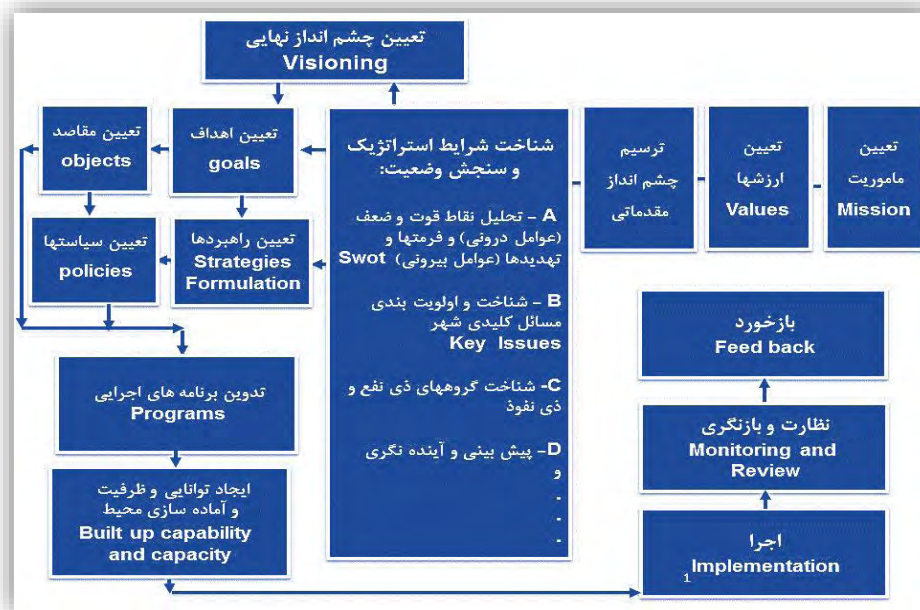 تعیین چشم انداز نهایی
Visioning
تعیین
ماموریت
Mission
تعیین
ارزشها
Values
ترسیم
چشم انداز
مقدماتی
شناخت شرایط استراتژیک
و سنجش وضعیت:
A - تحلیل نقاط قوت و ضعف
(عوامل درونی) و فرمتها و
تهدیدها (عوامل بیرونی) Swot
B - شناخت و اولویت بندی
مسائل کلیدی شهر
Key Issues
C- شناخت گروههای ذی نفع و
ذی نفوذ
D- پیش بینی و آینده نگری
و
-
-
-
تعیین اهداف
goals
تعیین مقاصد
objects
تعیین راهبردها
Strategies
Formulation
تعیین سیاستها
policies
تدوین برنامه های اجرایی
Programs
ایجاد توانایی و ظرفیت
و آماده سازی محیط
Built up capability
and capacity
اجرا
Implementation
1
نظارت و بازنگری
Monitoring and
Review
بازخورد
Feed back